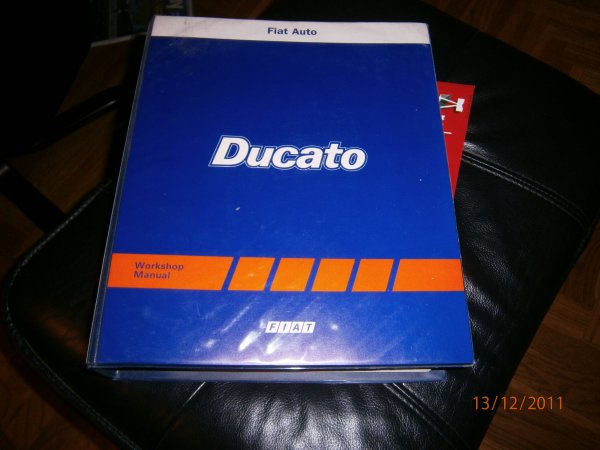 Fiat Auto
Ducato
Workshop
Manual
FIAT
13/12/2011